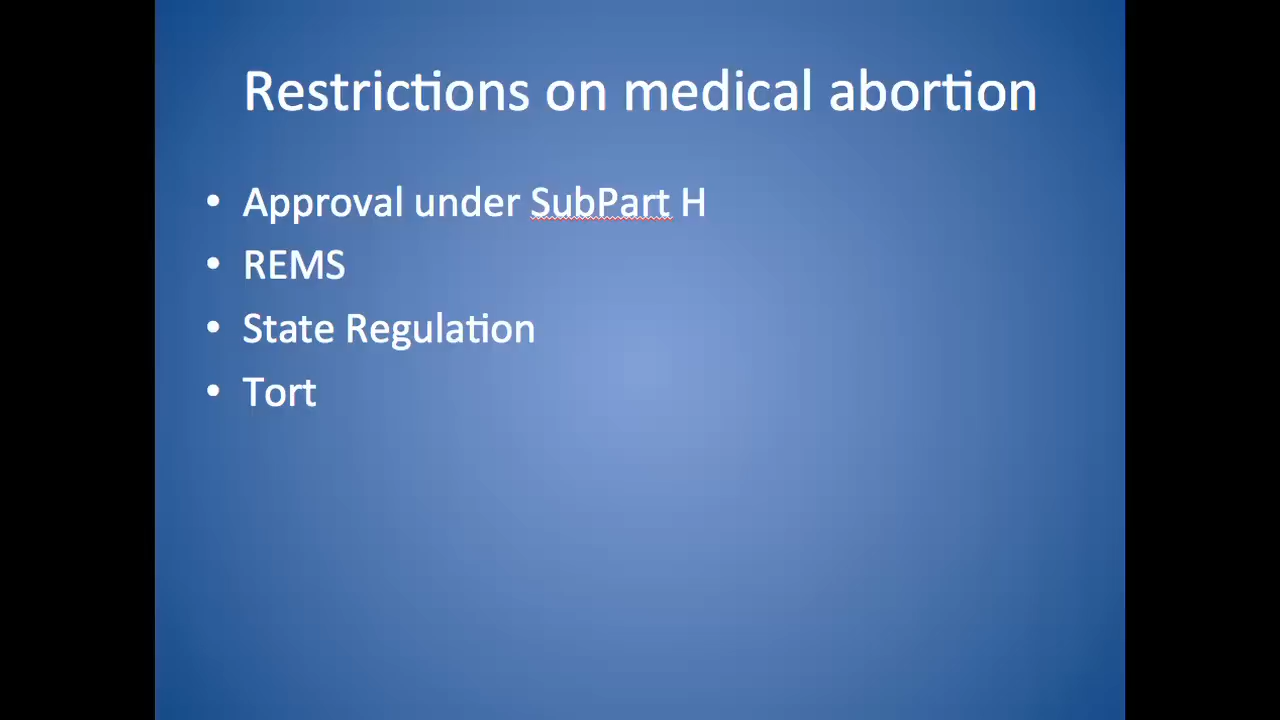 Restrictions on medical abortion
• Approval under SubPart H
• REMS
• State Regulation
• Tort